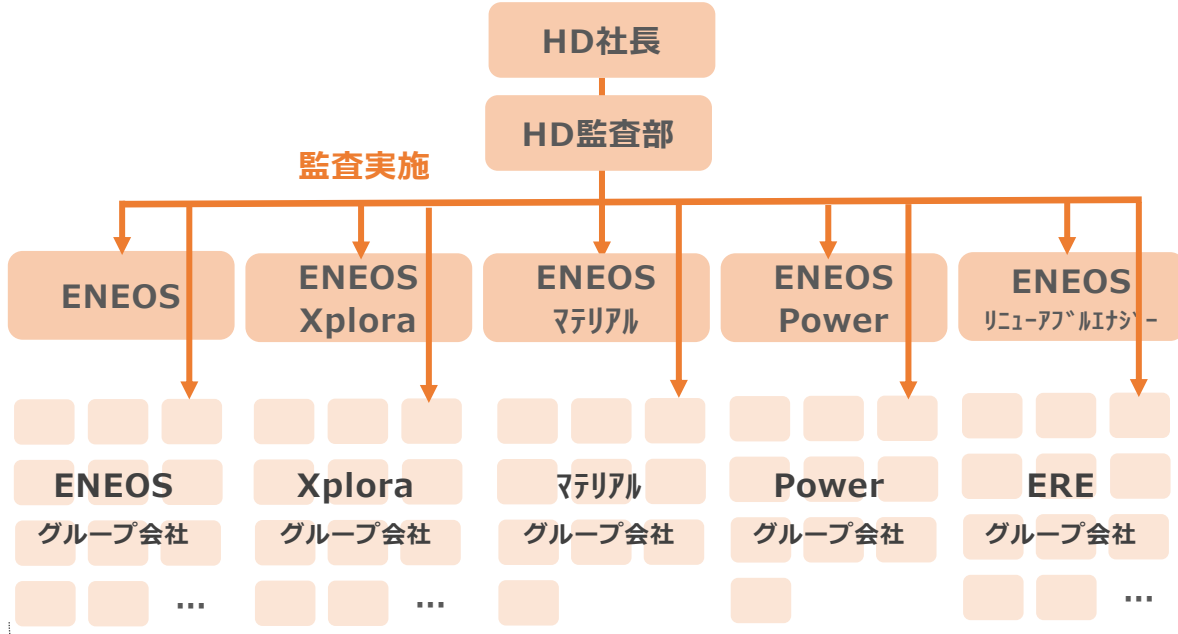 HD社長
HD監査部
監査実施
ENEOS
ENEOS
Xplora
ENEOS
ﾏﾃﾘｱﾙ
ENEOS
Power
ENEOS
ﾘﾆｭｰｱﾌﾞﾙｴﾅｼﾞｰ
ENEOS
グループ会社
Xplora
グループ会社
ﾏﾃﾘｱﾙ
グループ会社
Power
グループ会社
ERE
グループ会社
…
…
…